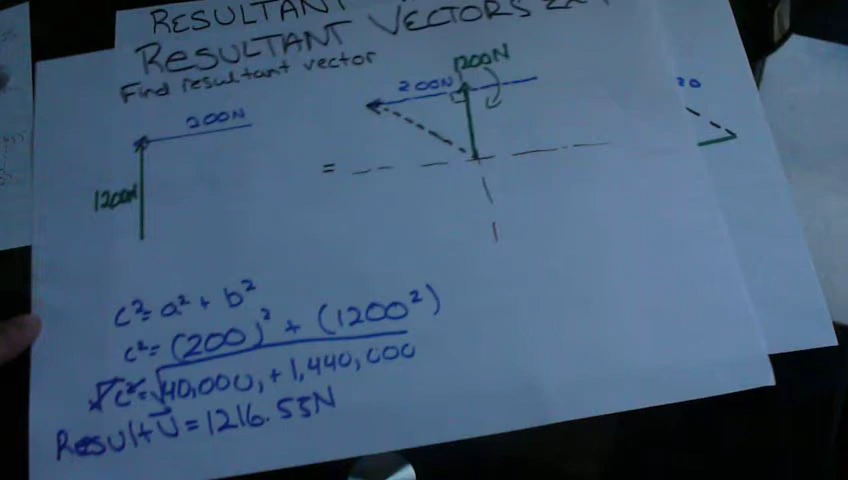 RESULTANT
RESULTANT VECTORS
Find resultant vector
200N
1200N
=
200N
1200N
c² = a² + b²
c² = (200)² + (1200²)
√c² = √40,000, + 1,440,000
Result U⃗ = 1216.55N